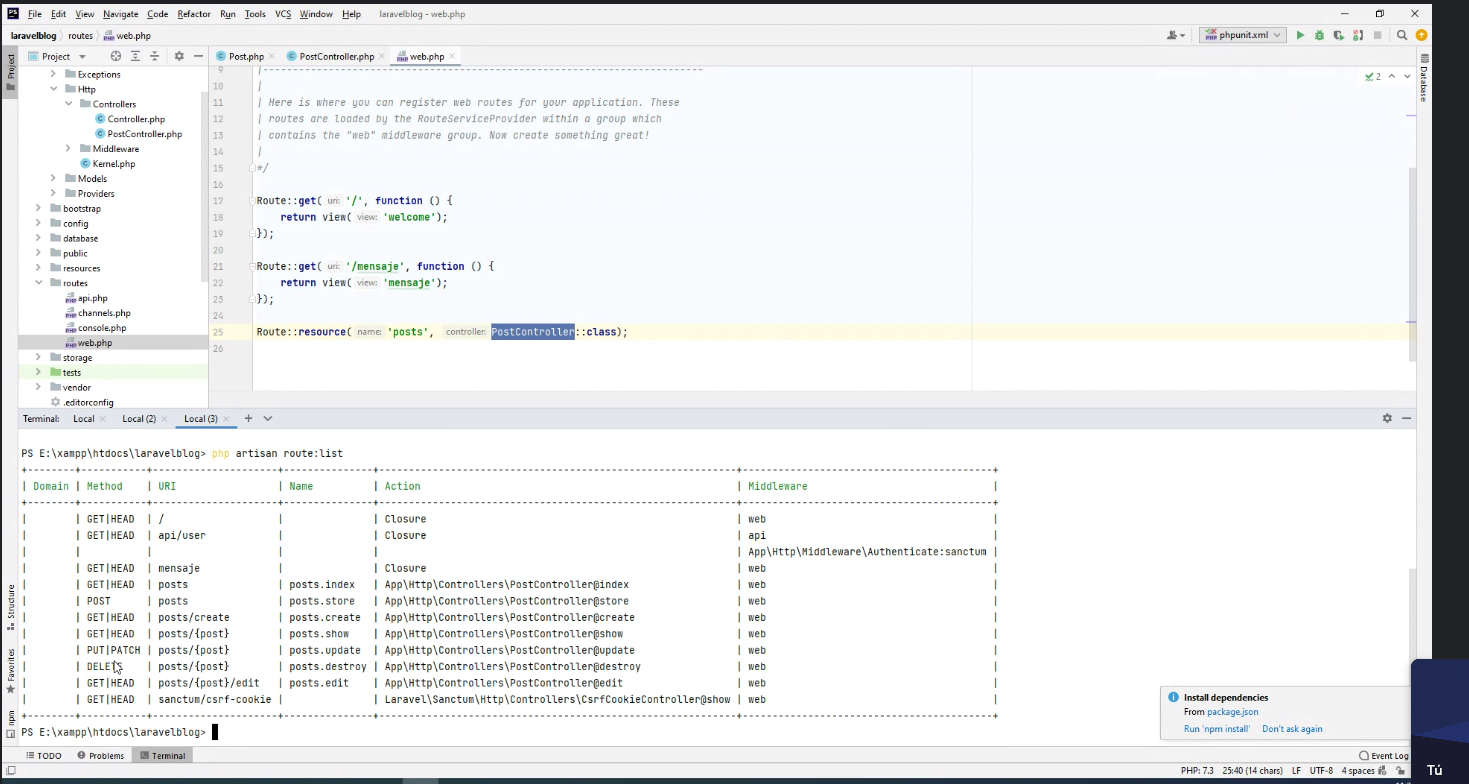 File Edit View Navigate Code Refactor Run Tools VCS Window Help laravelblog - web.php
laravelblog routes web.php
phpunit.xml
Project
Post.php PostController.php web.php
Project
Exceptions
Http
Controllers
Controller.php
PostController.php
Middleware
Kernel.php
Models
Providers
bootstrap
config
database
public
resources
routes
api.php
channels.php
console.php
web.php
storage
tests
vendor
.editorconfig
9 |--------------------------------------------------------------------------
10 |
11 | Here is where you can register web routes for your application. These
12 | routes are loaded by the RouteServiceProvider within a group which
13 | contains the "web" middleware group. Now create something great!
14 |
15 */
16
17 Route::get( uri: '/', function () {
18 return view( view: 'welcome');
19 });
20
21 Route::get( uri: '/mensaje', function () {
22 return view( view: 'mensaje');
23 });
24
25 Route::resource( name: 'posts', controller: PostController::class);
26
2
Database
Terminal: Local Local (2) Local (3)
PS E:\xampp\htdocs\laravelblog> php artisan route:list
| Domain | Method | URI | Name | Action | Middleware |
| | GET|HEAD | / | | Closure | web |
| | GET|HEAD | api/user | | Closure | api |
| | | | | | App\Http\Middleware\Authenticate:sanctum |
| | GET|HEAD | mensaje | | Closure | web |
| | GET|HEAD | posts | posts.index | App\Http\Controllers\PostController@index | web |
| | POST | posts | posts.store | App\Http\Controllers\PostController@store | web |
| | GET|HEAD | posts/create | posts.create | App\Http\Controllers\PostController@create | web |
| | GET|HEAD | posts/{post} | posts.show | App\Http\Controllers\PostController@show | web |
| | PUT|PATCH | posts/{post} | posts.update | App\Http\Controllers\PostController@update | web |
| | DELETE | posts/{post} | posts.destroy | App\Http\Controllers\PostController@destroy | web |
| | GET|HEAD | posts/{post}/edit | posts.edit | App\Http\Controllers\PostController@edit | web |
| | GET|HEAD | sanctum/csrf-cookie | | Laravel\Sanctum\Http\Controllers\CsrfCookieController@show | web |
PS E:\xampp\htdocs\laravelblog>
Structure
Favorites
npm
Install dependencies
From package.json
Run 'npm install' Don't ask again
TODO Problems Terminal Event Log
PHP: 7.3 25:40 (14 chars) LF UTF-8 4 spaces
Tú